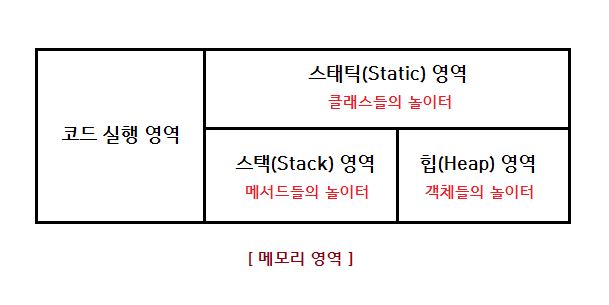 코드 실행 영역
스태틱(Static) 영역
클래스들의 놀이터
스택(Stack) 영역
메서드들의 놀이터
힙(Heap) 영역
객체들의 놀이터
[ 메모리 영역 ]